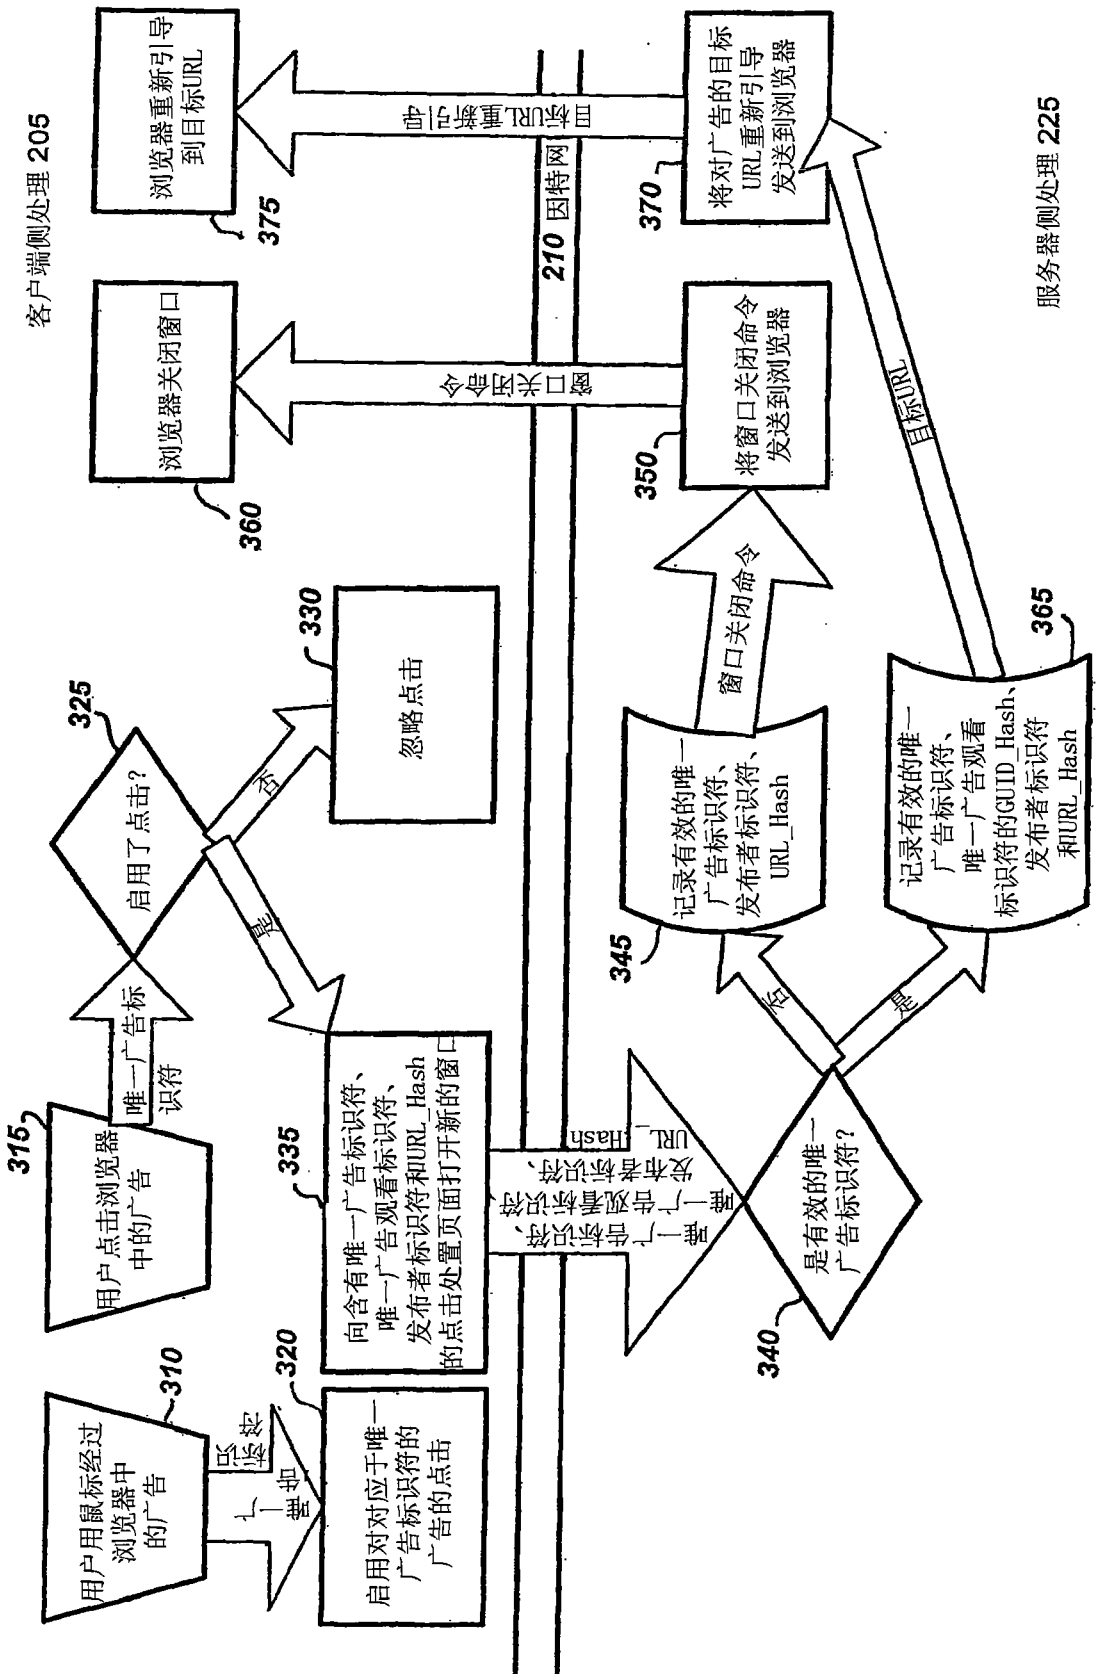 客户端侧处理 205
用户用鼠标经过
浏览器中
的广告
310
唯一广告
标识符
启用对对应于唯一
广告标识符的
广告的点击
320
用户点击浏览器
中的广告
315
唯一广告标
识符
启用了点击?
325
否
忽略点击
330
是
向含有唯一广告标识符、
唯一广告观看标识符、
发布者标识符和URL_Hash
的点击处置页面打开新的窗口
335
唯一广告标识符、
唯一广告观看标识符
发布者标识符、
URL_Hash
210 因特网
是有效的唯一
广告标识符?
340
否
记录有效的唯一
广告标识符、
发布者标识符、
URL_Hash
345
窗口关闭命令
将窗口关闭命令
发送到浏览器
350
窗口关闭命令
浏览器关闭窗口
360
是
记录有效的唯一
广告标识符、
唯一广告观看
标识符的GUID_Hash、
发布者标识符
和URL_Hash
365
目标URL
将对广告的目标
URL重新引导
发送到浏览器
370
目标URL重新引导
浏览器重新引导
到目标URL
375
服务器侧处理 225